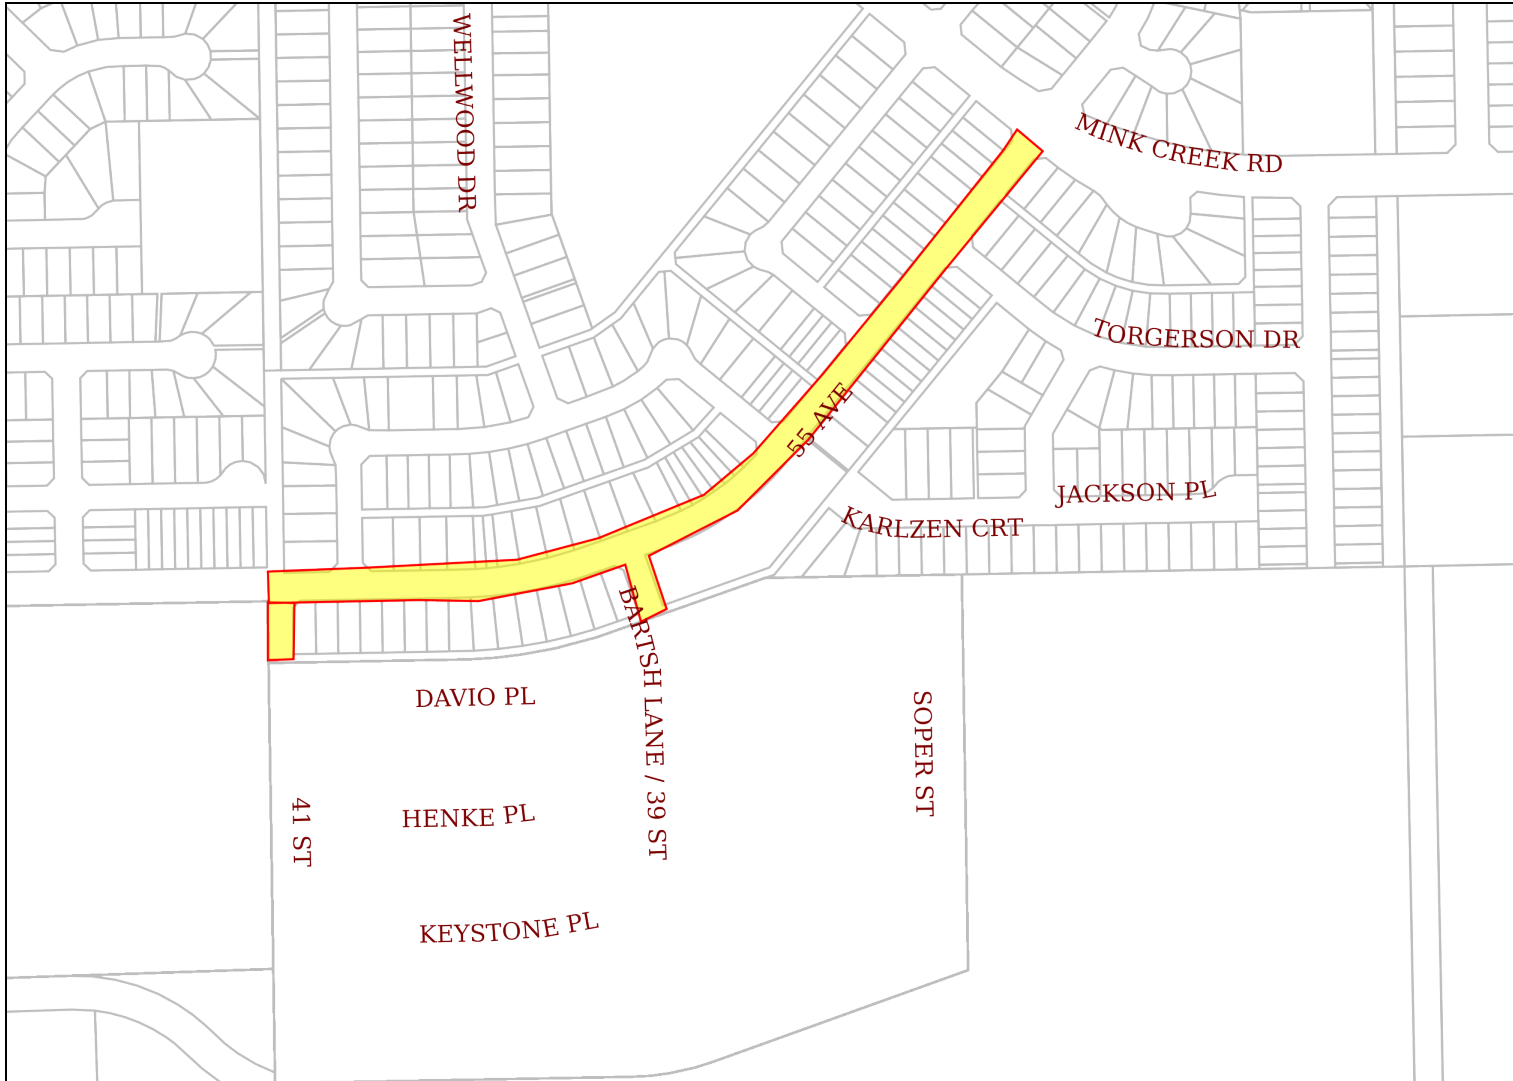 WELLWOOD DR
MINK CREEK RD
TORGERSON DR
55 AVE
JACKSON PL
KARLZEN CRT
BARTSH LANE / 39 ST
DAVIO PL
SOPER ST
41 ST
HENKE PL
KEYSTONE PL